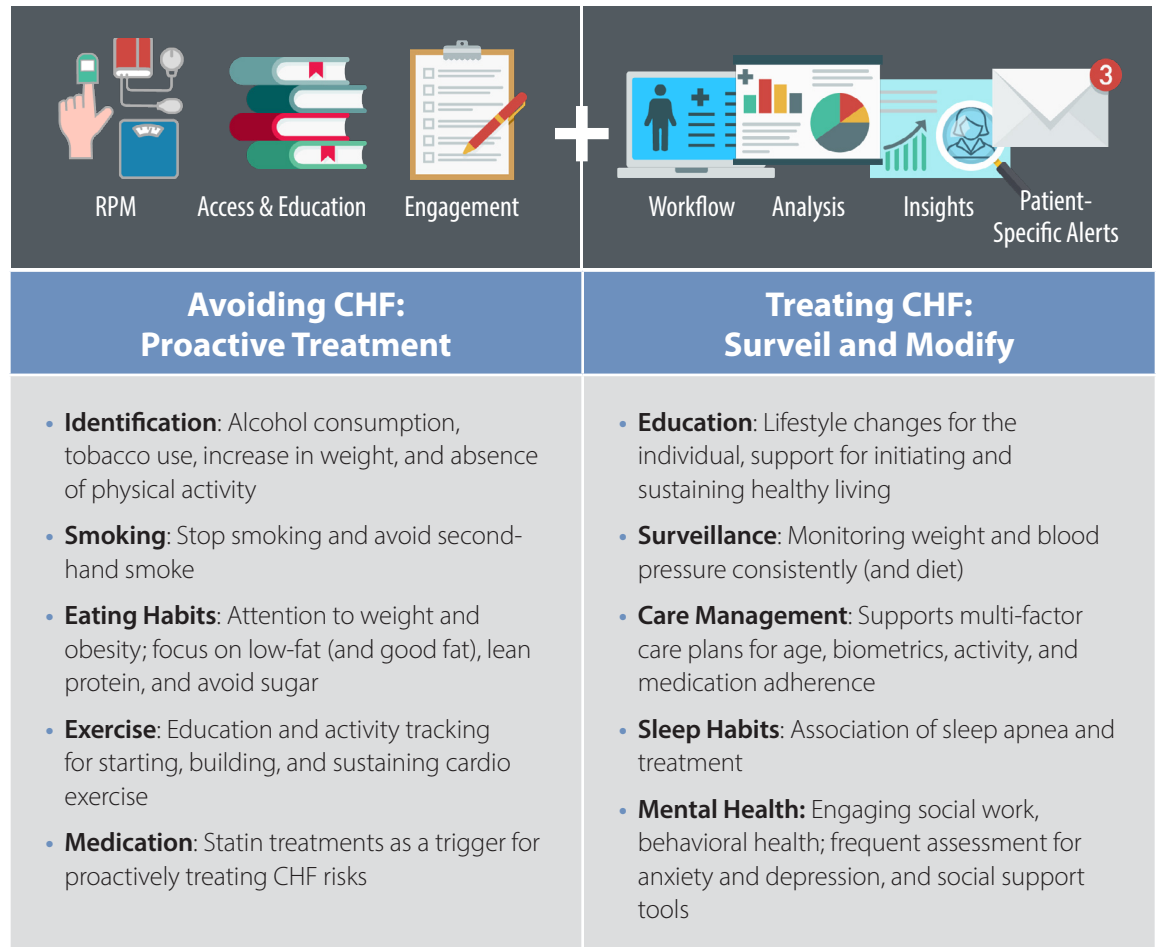 3
RPM
Access & Education
Engagement
Workflow
Analysis
Insights
Patient-
Specific Alerts
Avoiding CHF:
Proactive Treatment
• Identification: Alcohol consumption,
tobacco use, increase in weight, and absence
of physical activity
• Smoking: Stop smoking and avoid second-
hand smoke
• Eating Habits: Attention to weight and
obesity; focus on low-fat (and good fat), lean
protein, and avoid sugar
• Exercise: Education and activity tracking
for starting, building, and sustaining cardio
exercise
• Medication: Statin treatments as a trigger for
proactively treating CHF risks
Treating CHF:
Surveil and Modify
• Education: Lifestyle changes for the
individual, support for initiating and
sustaining healthy living
• Surveillance: Monitoring weight and blood
pressure consistently (and diet)
• Care Management: Supports multi-factor
care plans for age, biometrics, activity, and
medication adherence
• Sleep Habits: Association of sleep apnea and
treatment
• Mental Health: Engaging social work,
behavioral health; frequent assessment for
anxiety and depression, and social support
tools